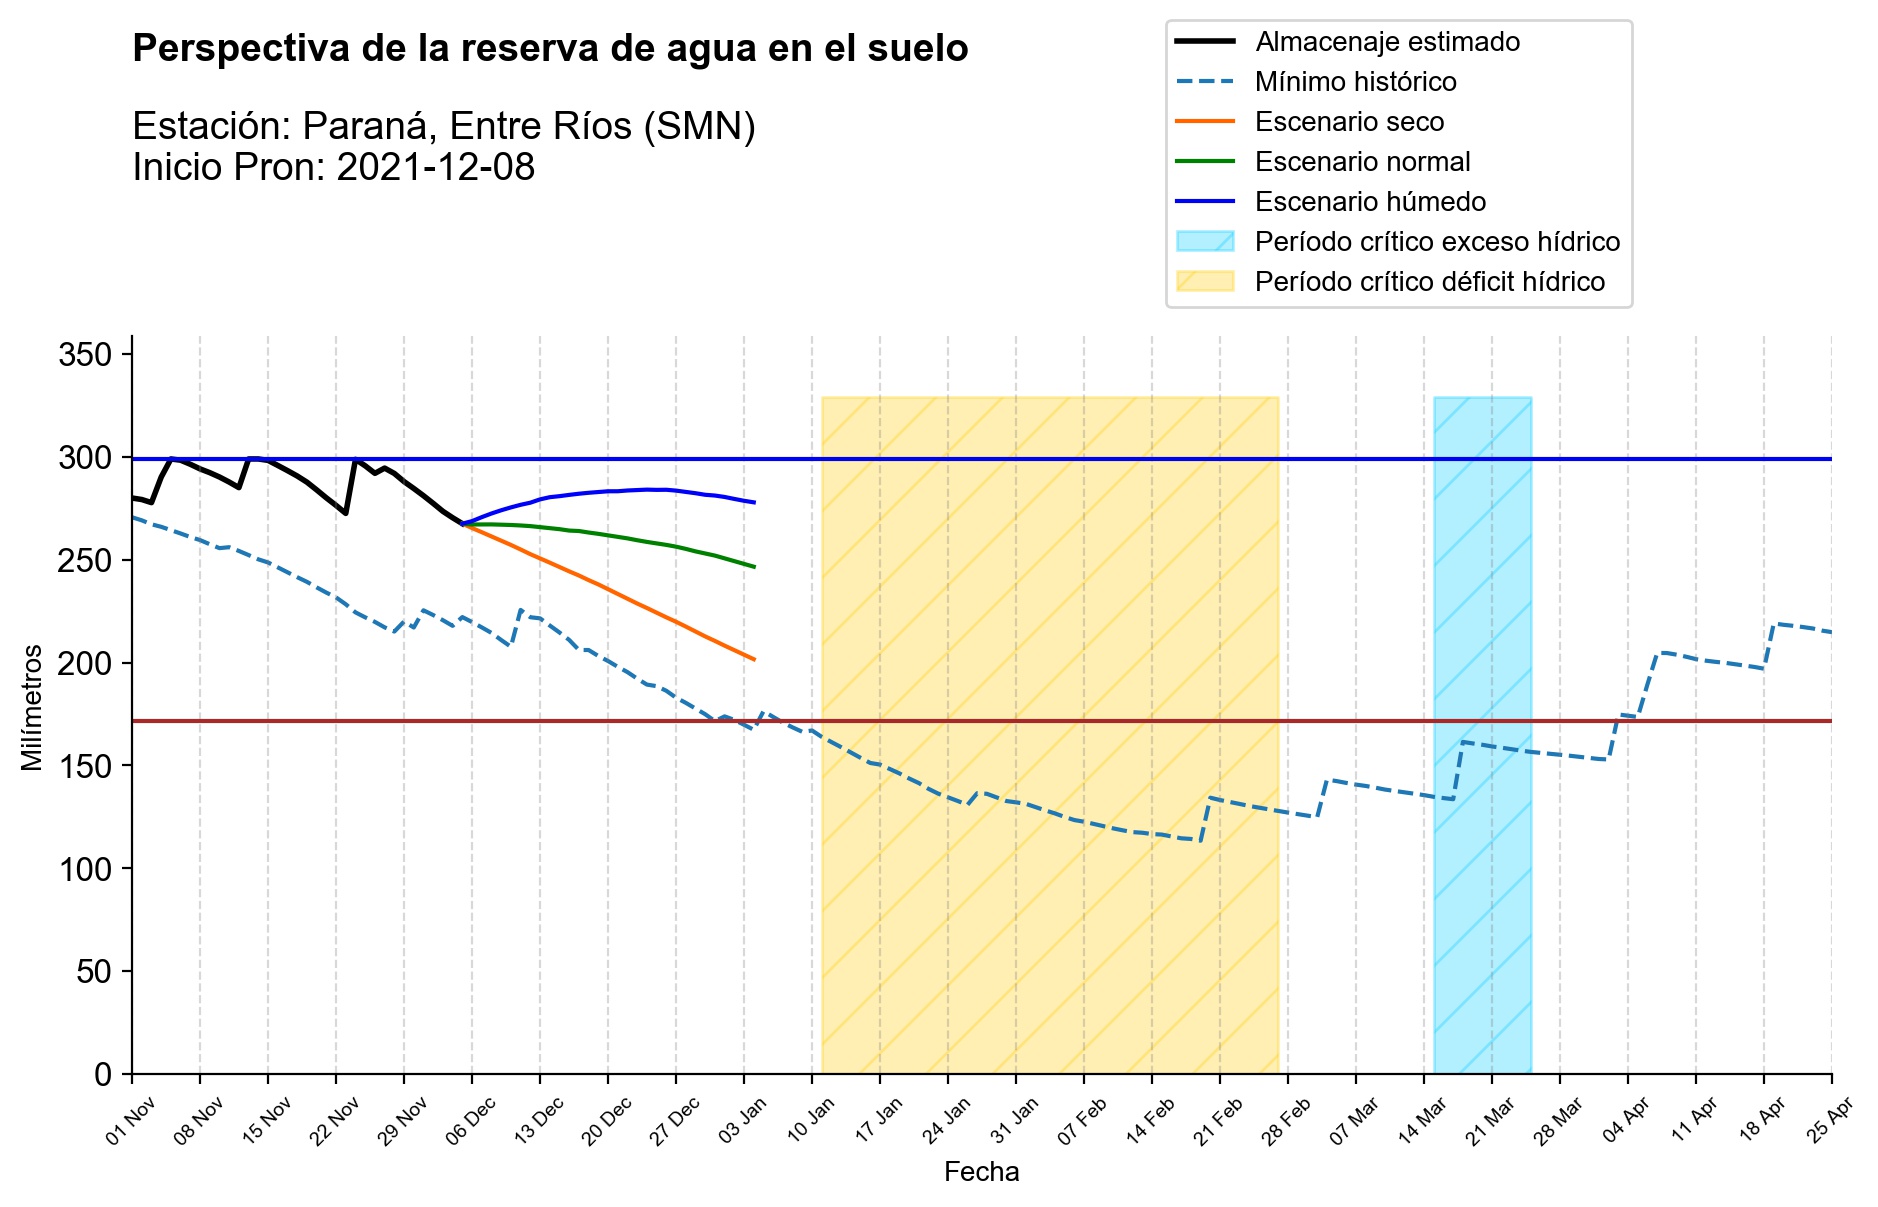 Perspectiva de la reserva de agua en el suelo
Estación: Paraná, Entre Ríos (SMN)
Inicio Pron: 2021-12-08
Almacenaje estimado
Mínimo histórico
Escenario seco
Escenario normal
Escenario húmedo
Período crítico exceso hídrico
Período crítico déficit hídrico
Milímetros
350
300
250
200
150
100
50
0
01 Nov
08 Nov
15 Nov
22 Nov
29 Nov
06 Dec
13 Dec
20 Dec
27 Dec
03 Jan
10 Jan
17 Jan
24 Jan
31 Jan
07 Feb
14 Feb
21 Feb
28 Feb
07 Mar
14 Mar
21 Mar
28 Mar
04 Apr
11 Apr
18 Apr
25 Apr
Fecha